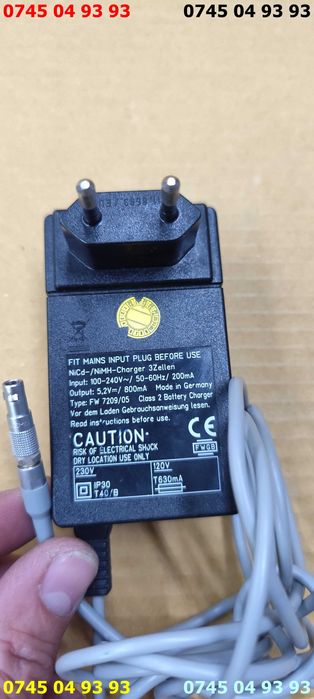 0745 04 93 93 0745 04 93 93
FIT MAINS INPUT PLUG BEFORE USE
NiCd-/NiMH-Charger 3Zellen
Input: 100-240V~/ 50-60Hz/ 200mA
Output: 5,2V⎓/ 800mA Made in Germany
Type: FW 7209/05 Class 2 Battery Charger
Vor dem Laden Gebrauchsanweisung lesen.
Read instructions before use.
CAUTION
RISK OF ELECTRICAL SHOCK
DRY LOCATION USE ONLY
CE
FWGB
230V 120V
IP30
T40/B
T630mA
0745 04 93 93 0745 04 93 93